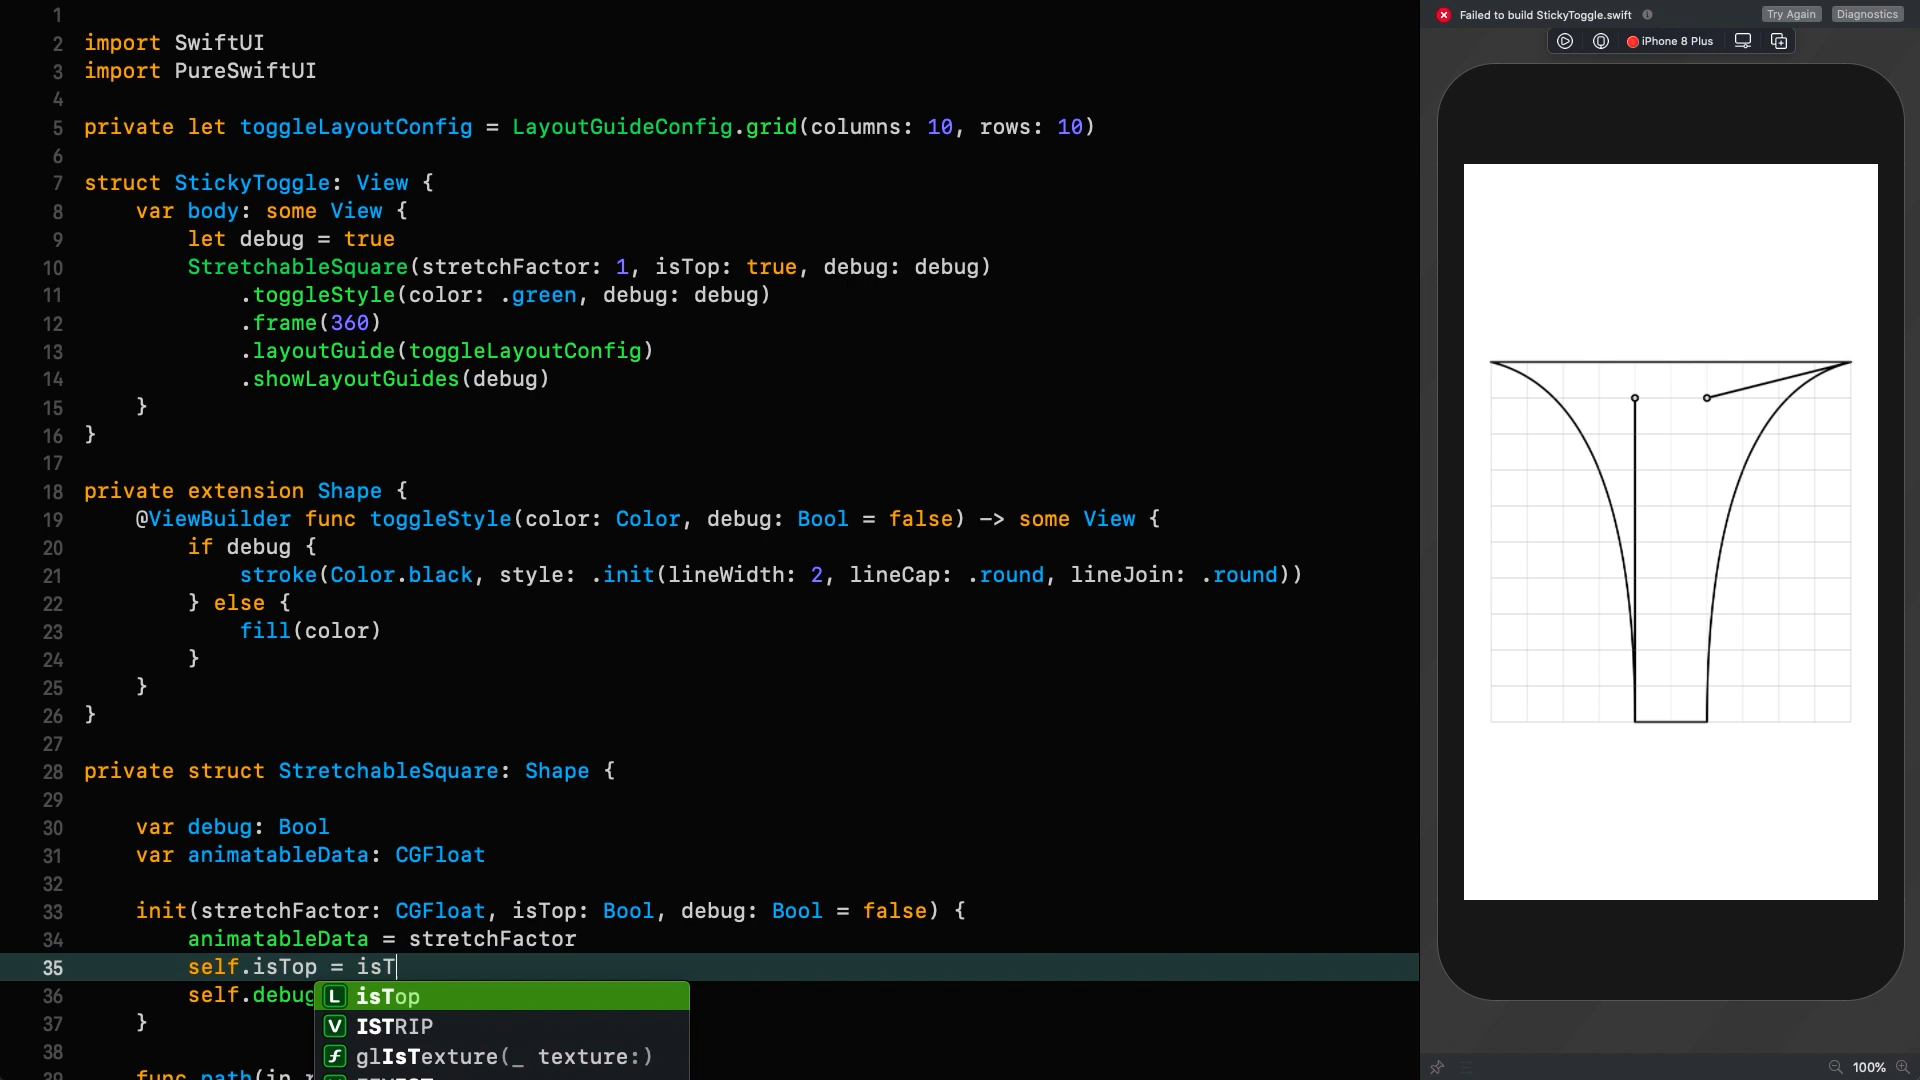 1
2 import SwiftUI
3 import PureSwiftUI
4
5 private let toggleLayoutConfig = LayoutGuideConfig.grid(columns: 10, rows: 10)
6
7 struct StickyToggle: View {
8 var body: some View {
9 let debug = true
10 StretchableSquare(stretchFactor: 1, isTop: true, debug: debug)
11 .toggleStyle(color: .green, debug: debug)
12 .frame(360)
13 .layoutGuide(toggleLayoutConfig)
14 .showLayoutGuides(debug)
15 }
16 }
17
18 private extension Shape {
19 @ViewBuilder func toggleStyle(color: Color, debug: Bool = false) -> some View {
20 if debug {
21 stroke(Color.black, style: .init(lineWidth: 2, lineCap: .round, lineJoin: .round))
22 } else {
23 fill(color)
24 }
25 }
26 }
27
28 private struct StretchableSquare: Shape {
29
30 var debug: Bool
31 var animatableData: CGFloat
32
33 init(stretchFactor: CGFloat, isTop: Bool, debug: Bool = false) {
34 animatableData = stretchFactor
35 self.isTop = isT
36 self.debug
37 }
38
39 func path(in
L isTop
V ISTRIP
f glIsTexture(_ texture:)
Failed to build StickyToggle.swift
Try Again
Diagnostics
iPhone 8 Plus
100%